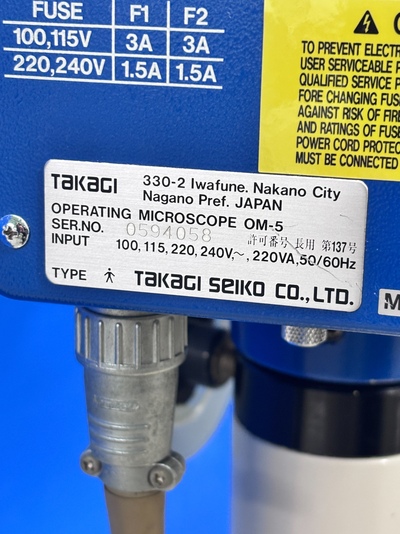 FUSE F1 F2
100,115V 3A 3A
220,240V 1.5A 1.5A
TO PREVENT ELECTR
USER SERVICEABLE P
QUALIFIED SERVICE P
FORE CHANGING FUS
AGAINST RISK OF FIRE
AND RATINGS OF FUSE
POWER CORD PROTEC
MUST BE CONNECTED
TAKAGI 330-2 Iwafune. Nakano City
Nagano Pref. JAPAN
OPERATING MICROSCOPE OM-5
SER.NO. 0594058 許可番号 長用 第137号
INPUT 100,115,220,240V~,220VA,50/60Hz
TYPE TAKAGI SEIKO CO.,LTD.
M